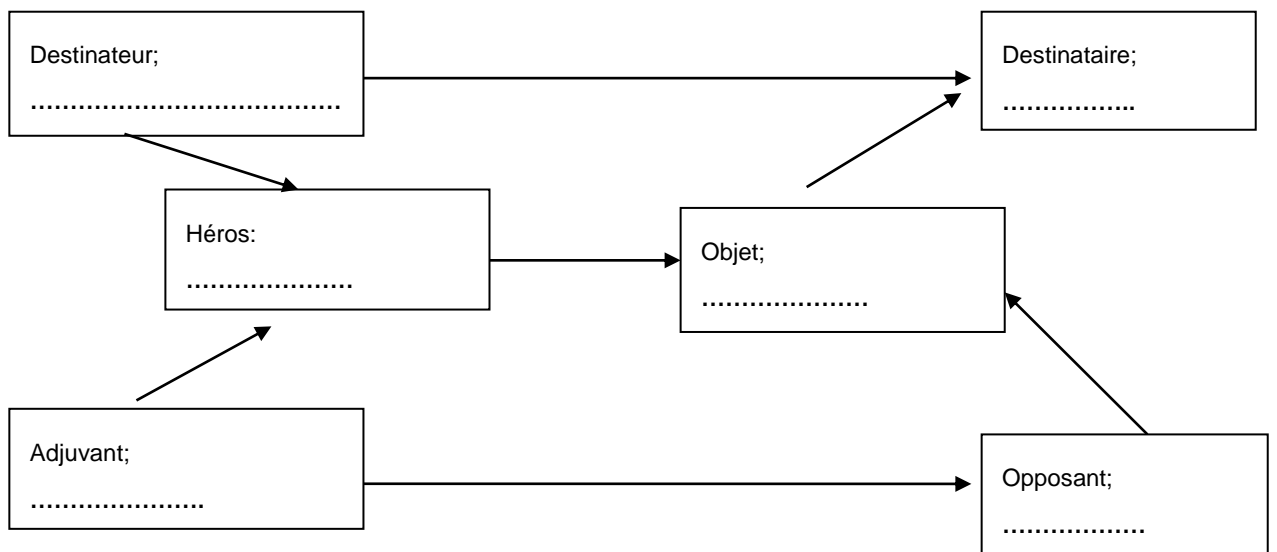 Destinateur;
…………………………………
Destinataire;
……………..
Héros:
…………………
Objet;
…………………
Adjuvant;
………………….
Opposant;
………………